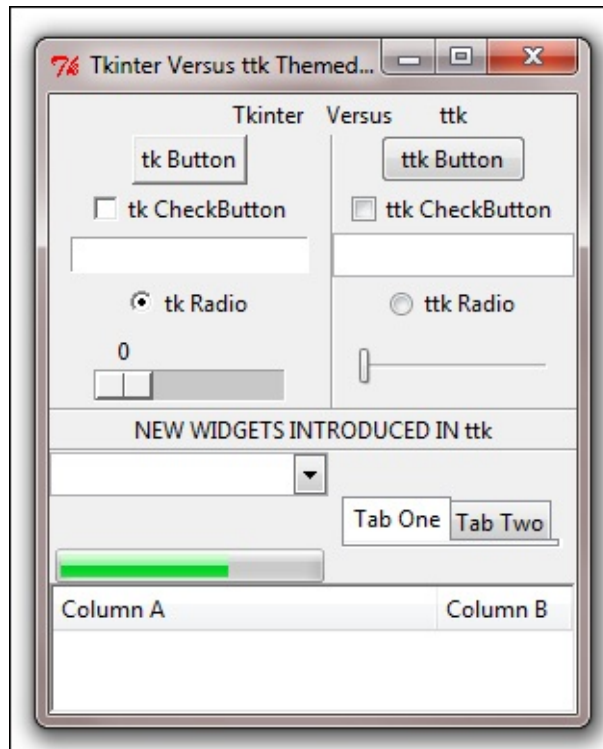 Tkinter Versus ttk Themed...
Tkinter Versus ttk
tk Button ttk Button
tk CheckButton ttk CheckButton
tk Radio ttk Radio
0
NEW WIDGETS INTRODUCED IN ttk
Tab One Tab Two
Column A Column B